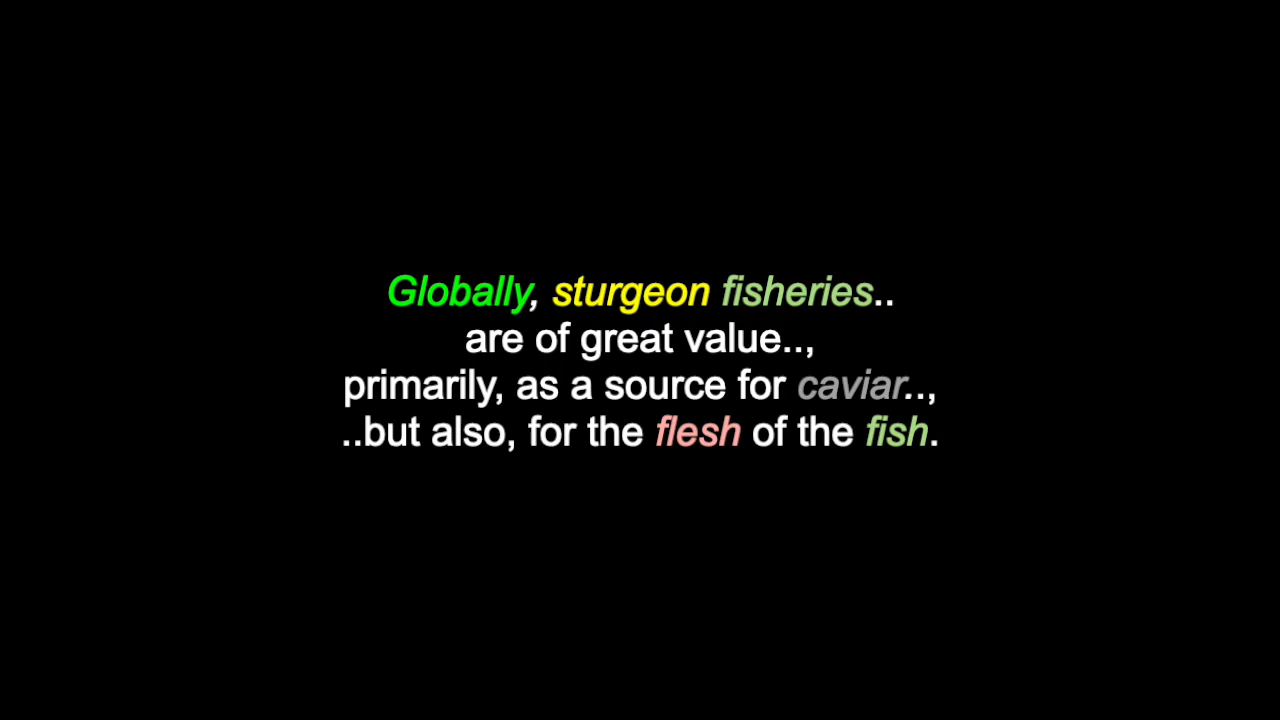 Globally, sturgeon fisheries..
are of great value..,
primarily, as a source for caviar..,
..but also, for the flesh of the fish.